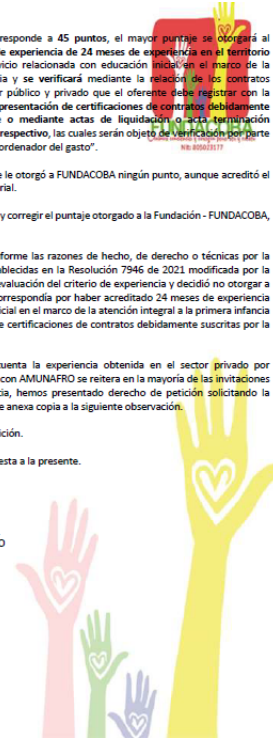 responde a 45 puntos, el mayor puntaje se otorgará al
e experiencia de 24 meses de experiencia en el territorio
vicio relacionada con educación inicial en el marco de la
ia y se verificará mediante la relación de los contratos
r público y privado que el oferente debe registrar con la
presentación de certificaciones de contratos debidamente
e o mediante actas de liquidación o acta terminación
respectivo, las cuales serán objeto de verificación por parte
ordenador del gasto”.
FUNDACOBA
Nit: 805023177
e le otorgó a FUNDACOBA ningún punto, aunque acreditó el
rial.
y corregir el puntaje otorgado a la Fundación - FUNDACOBA,
forme las razones de hecho, de derecho o técnicas por la
blecidas en la Resolución 7946 de 2021 modificada por la
evaluación del criterio de experiencia y decidió no otorgar a
orrespondía por haber acreditado 24 meses de experiencia
icial en el marco de la atención integral a la primera infancia
e certificaciones de contratos debidamente suscritas por la
uenta la experiencia obtenida en el sector privado por
con AMUNAFRO se reitera en la mayoría de las invitaciones
cia, hemos presentado derecho de petición solicitando la
e anexa copia a la siguiente observación.
ición.
esta a la presente.
O